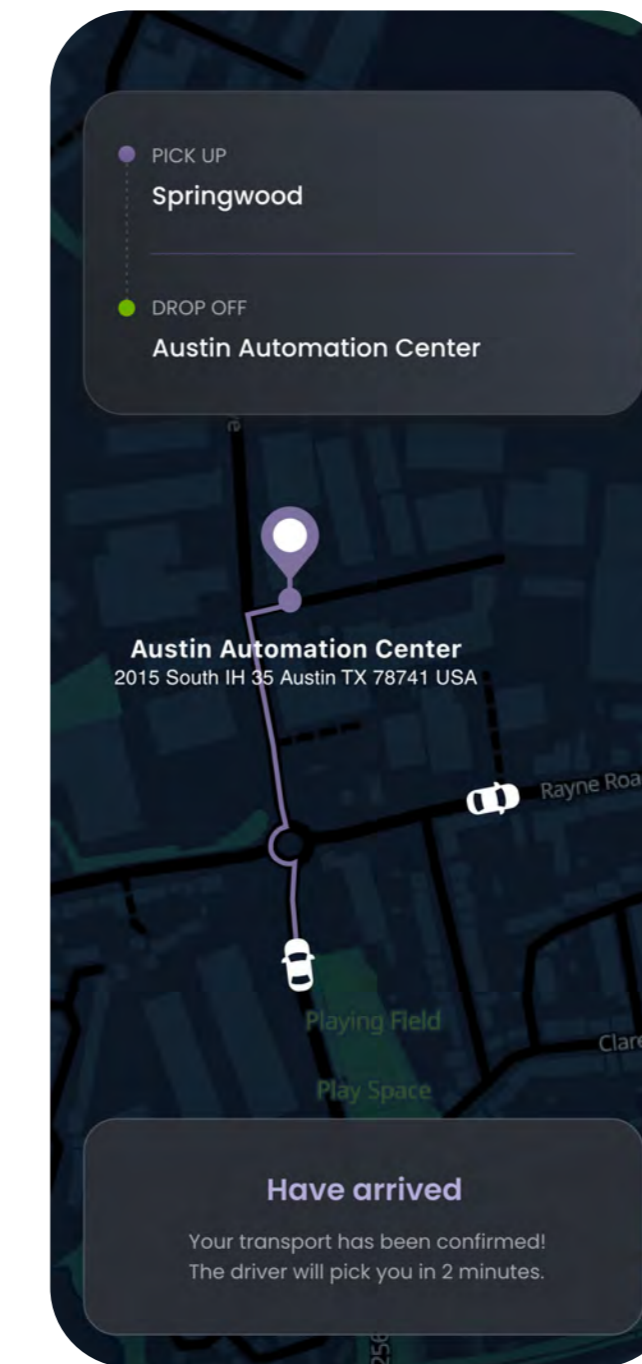 PICK UP
Springwood
DROP OFF
Austin Automation Center
Austin Automation Center
2015 South IH 35 Austin TX 78741 USA
Rayne
Playing Field
Play Space
Have arrived
Your transport has been confirmed!
The driver will pick you in 2 minutes.